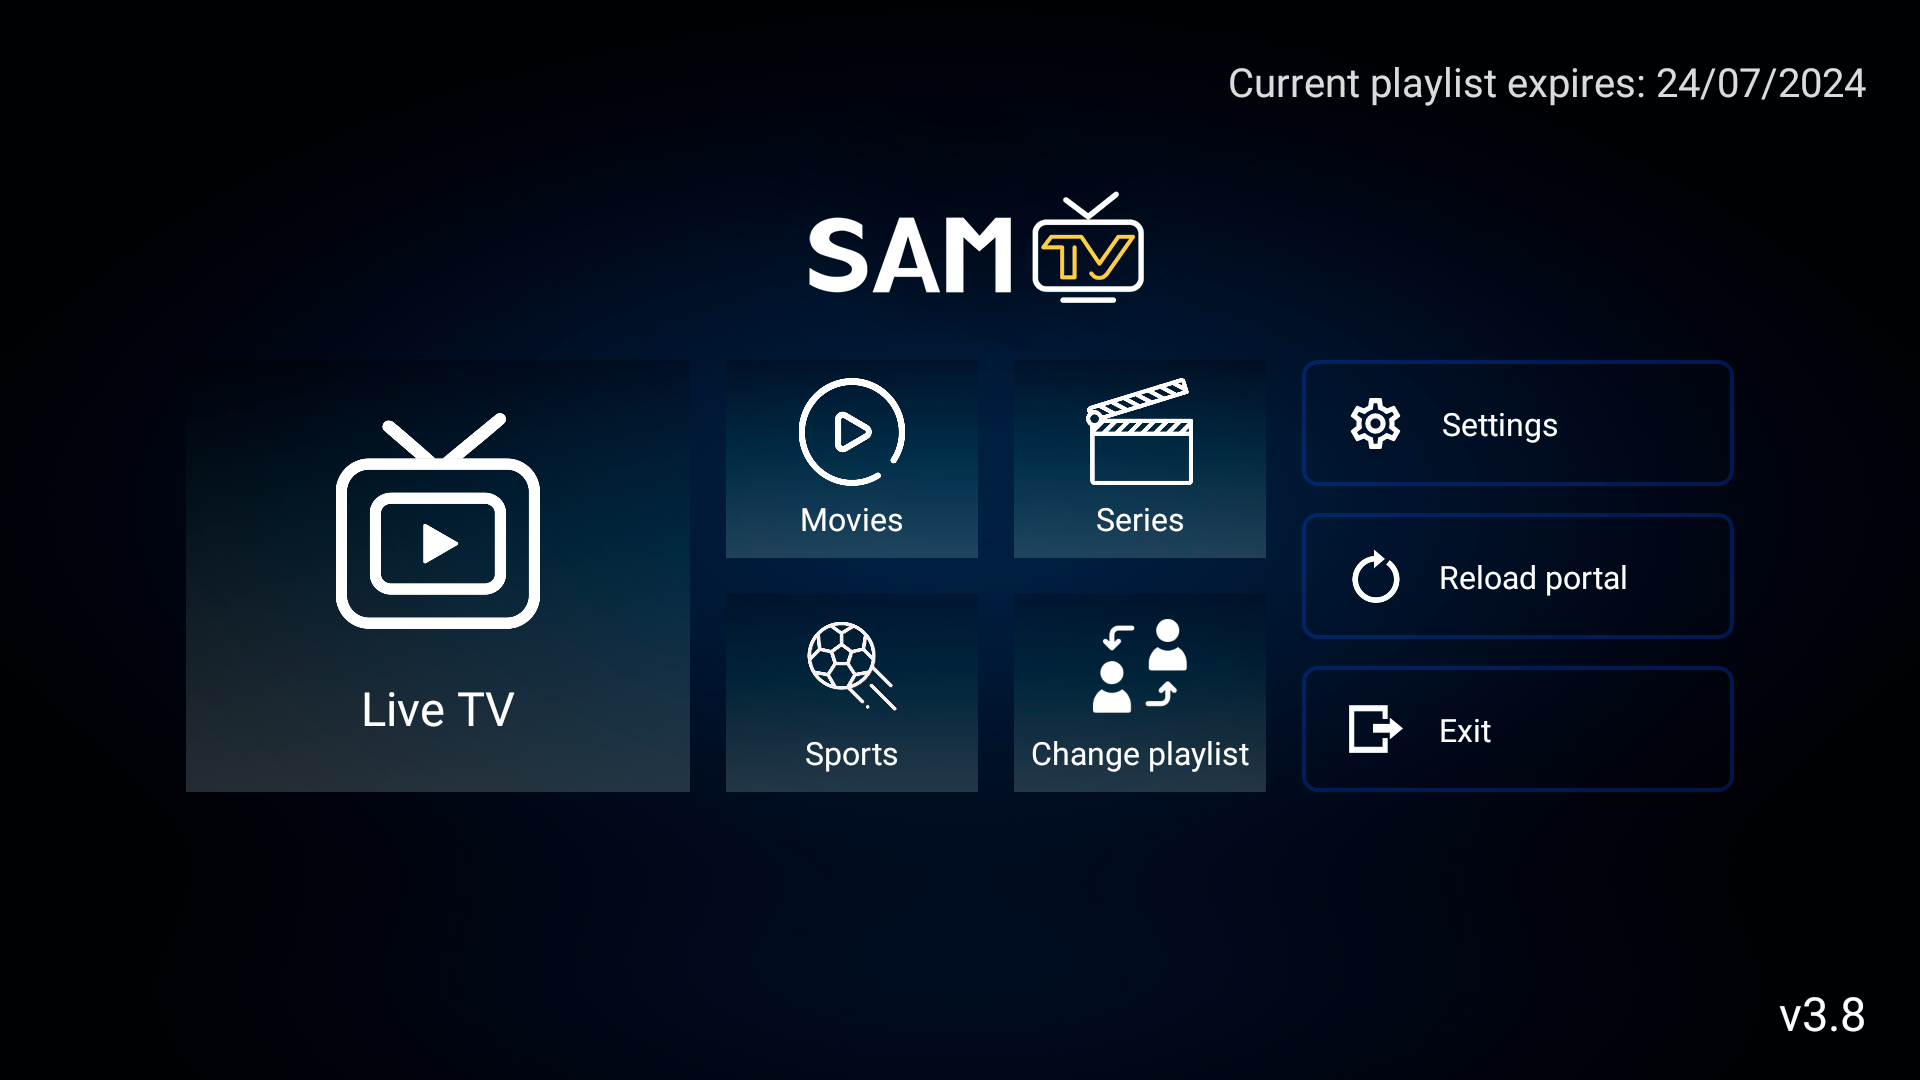 Current playlist expires: 24/07/2024
SAM TV
Live TV
Movies
Series
Sports
Change playlist
Settings
Reload portal
Exit
v3.8